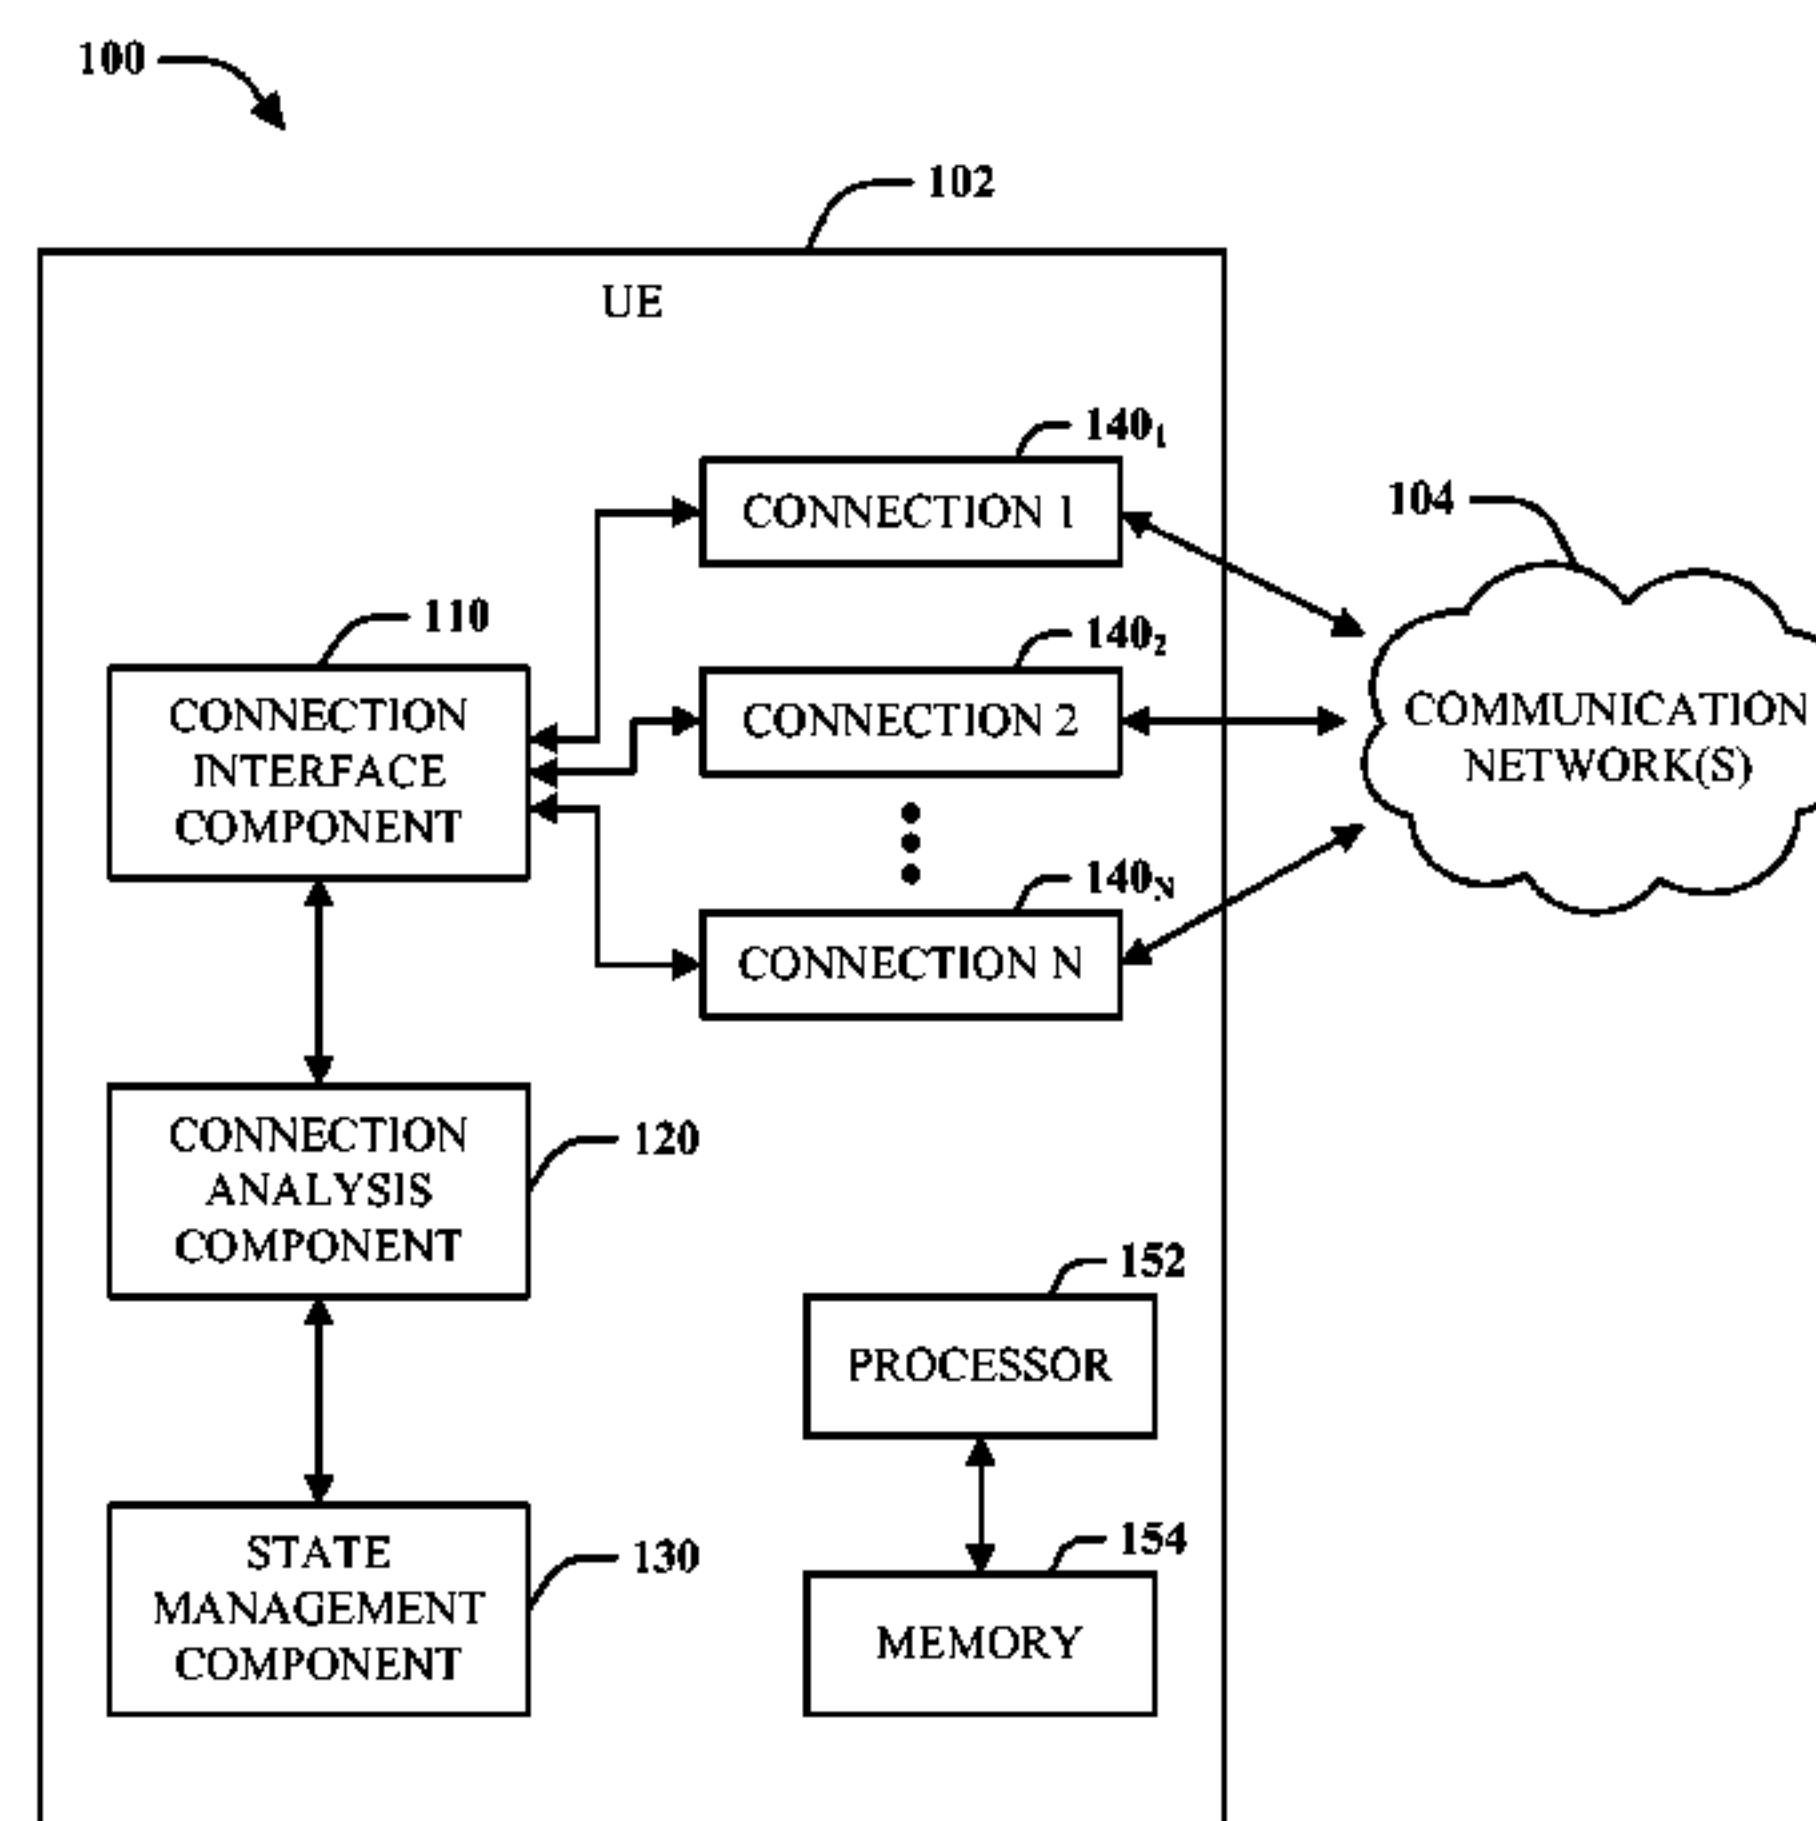 100
102
UE
140₁
CONNECTION 1
104
110
140₂
CONNECTION
INTERFACE
COMPONENT
CONNECTION 2
COMMUNICATION
NETWORK(S)
140N
CONNECTION N
CONNECTION
ANALYSIS
COMPONENT
120
152
PROCESSOR
STATE
MANAGEMENT
COMPONENT
130
154
MEMORY